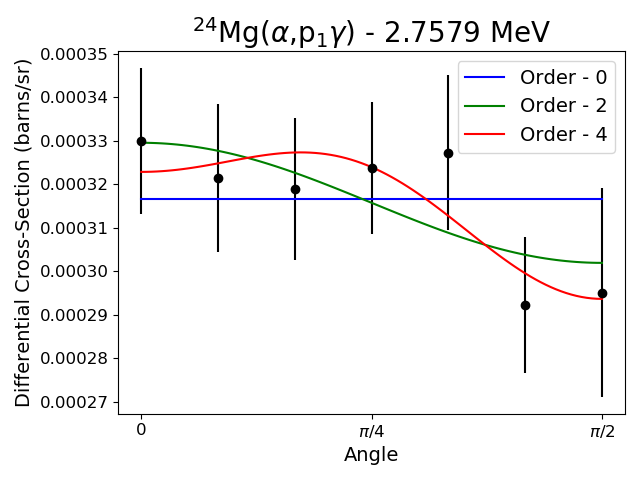 ²⁴Mg(α,p₁γ) - 2.7579 MeV
Differential Cross-Section (barns/sr)
0.00035
0.00034
0.00033
0.00032
0.00031
0.00030
0.00029
0.00028
0.00027
Order - 0
Order - 2
Order - 4
0
π/4
π/2
Angle